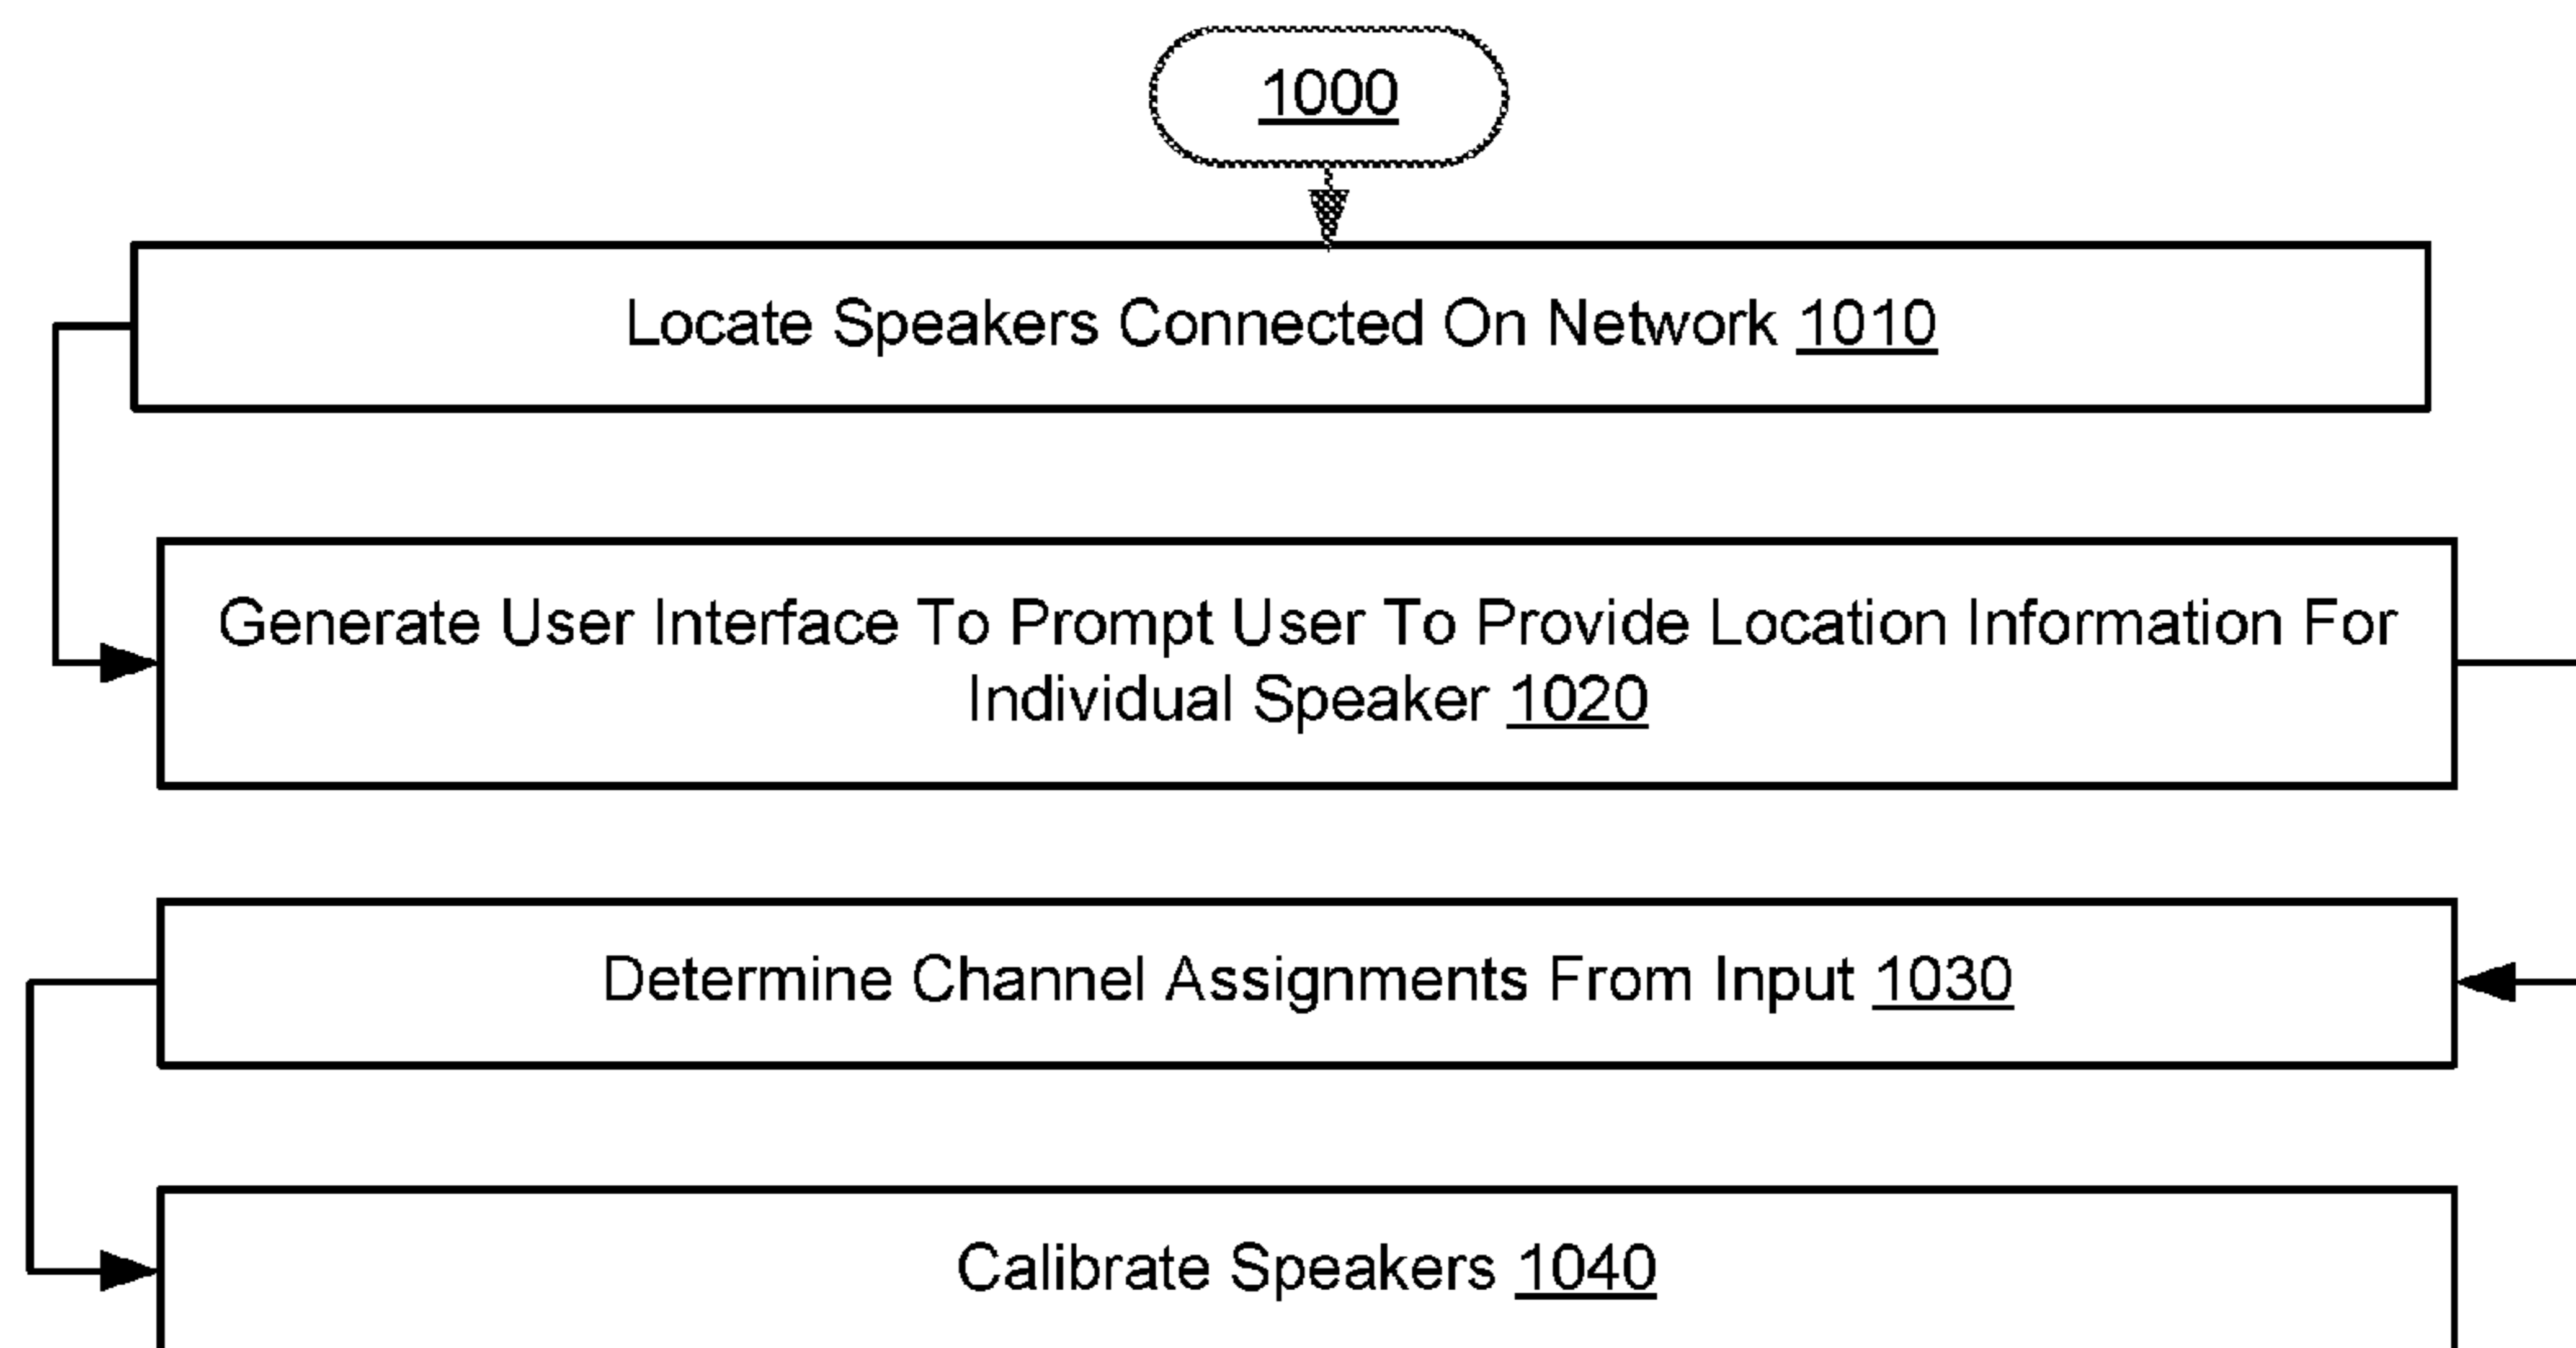 1000
Locate Speakers Connected On Network 1010
Generate User Interface To Prompt User To Provide Location Information For
Individual Speaker 1020
Determine Channel Assignments From Input 1030
Calibrate Speakers 1040